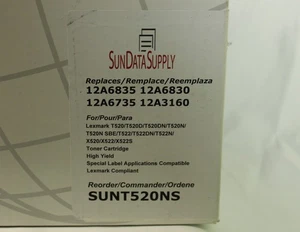 SUNDATASUPPLY
Replaces/Remplace/Reemplaza
12A6835 12A6830
12A6735 12A3160
For/Pour/Para
Lexmark T520/T520D/T520DN/T520N/
T520N SBE/T522/T522DN/T522N/
X520/X522/X522S
Toner Cartridge
High Yield
Special Label Applications Compatible
Lexmark Compliant
Reorder/Commander/Ordene
SUNT520NS